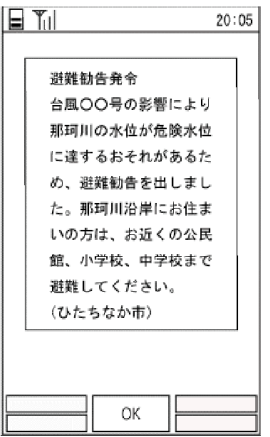 20:05
避難勧告発令
台風〇〇号の影響により
那珂川の水位が危険水位
に達するおそれがあるた
め、避難勧告を出しまし
た。那珂川沿岸にお住ま
いの方は、お近くの公民
館、小学校、中学校まで
避難してください。
(ひたちなか市)
OK